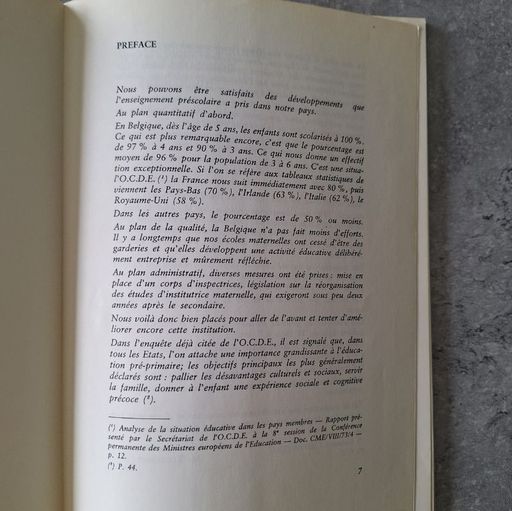 PREFACE
Nous pouvons être satisfaits des développements que
l'enseignement préscolaire a pris dans notre pays.
Au plan quantitatif d'abord.
En Belgique, dès l'âge de 5 ans, les enfants sont scolarisés à 100 %.
Ce qui est plus remarquable encore, c'est que le pourcentage est
de 97 % à 4 ans et 90 % à 3 ans. Ce qui nous donne un effectif
moyen de 96 % pour la population de 3 à 6 ans. C'est une situa-
tion exceptionnelle. Si l'on se réfère aux tableaux statistiques de
l'O.C.D.E. (¹) la France nous suit immédiatement avec 80 %, puis
viennent les Pays-Bas (70 %), l'Irlande (63 %), l'Italie (62 %), le
Royaume-Uni (58 %).
Dans les autres pays, le pourcentage est de 50 % ou moins.
Au plan de la qualité, la Belgique n'a pas fait moins d'efforts.
Il y a longtemps que nos écoles maternelles ont cessé d'être des
garderies et qu'elles développent une activité éducative délibéré-
ment entreprise et mûrement réfléchie.
Au plan administratif, diverses mesures ont été prises : mise en
place d'un corps d'inspectrices, législation sur la réorganisation
des études d'institutrice maternelle, qui exigeront sous peu deux
années après le secondaire.
Nous voilà donc bien placés pour aller de l'avant et tenter d'amé-
liorer encore cette institution.
Dans l'enquête déjà citée de l'O.C.D.E., il est signalé que, dans
tous les Etats, l'on attache une importance grandissante à l'éduca-
tion pré-primaire; les objectifs principaux les plus généralement
déclarés sont : pallier les désavantages culturels et sociaux, servir
la famille, donner à l'enfant une expérience sociale et cognitive
précoce (²).
(¹) Analyse de la situation éducative dans les pays membres — Rapport pré-
senté par le Secrétariat de l'O.C.D.E. à la 8e session de la Conférence
permanente des Ministres européens de l'Education — Doc. CME/VIII/73/4 —
p. 12.
(²) P. 44.
7